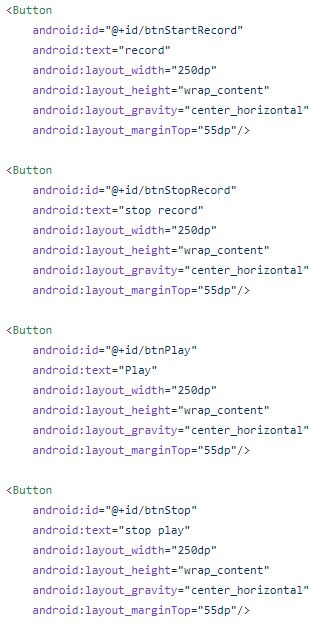 <Button
android:id="@+id/btnStartRecord"
android:text="record"
android:layout_width="250dp"
android:layout_height="wrap_content"
android:layout_gravity="center_horizontal"
android:layout_marginTop="55dp"/>
<Button
android:id="@+id/btnStopRecord"
android:text="stop record"
android:layout_width="250dp"
android:layout_height="wrap_content"
android:layout_gravity="center_horizontal"
android:layout_marginTop="55dp"/>
<Button
android:id="@+id/btnPlay"
android:text="Play"
android:layout_width="250dp"
android:layout_height="wrap_content"
android:layout_gravity="center_horizontal"
android:layout_marginTop="55dp"/>
<Button
android:id="@+id/btnStop"
android:text="stop play"
android:layout_width="250dp"
android:layout_height="wrap_content"
android:layout_gravity="center_horizontal"
android:layout_marginTop="55dp"/>